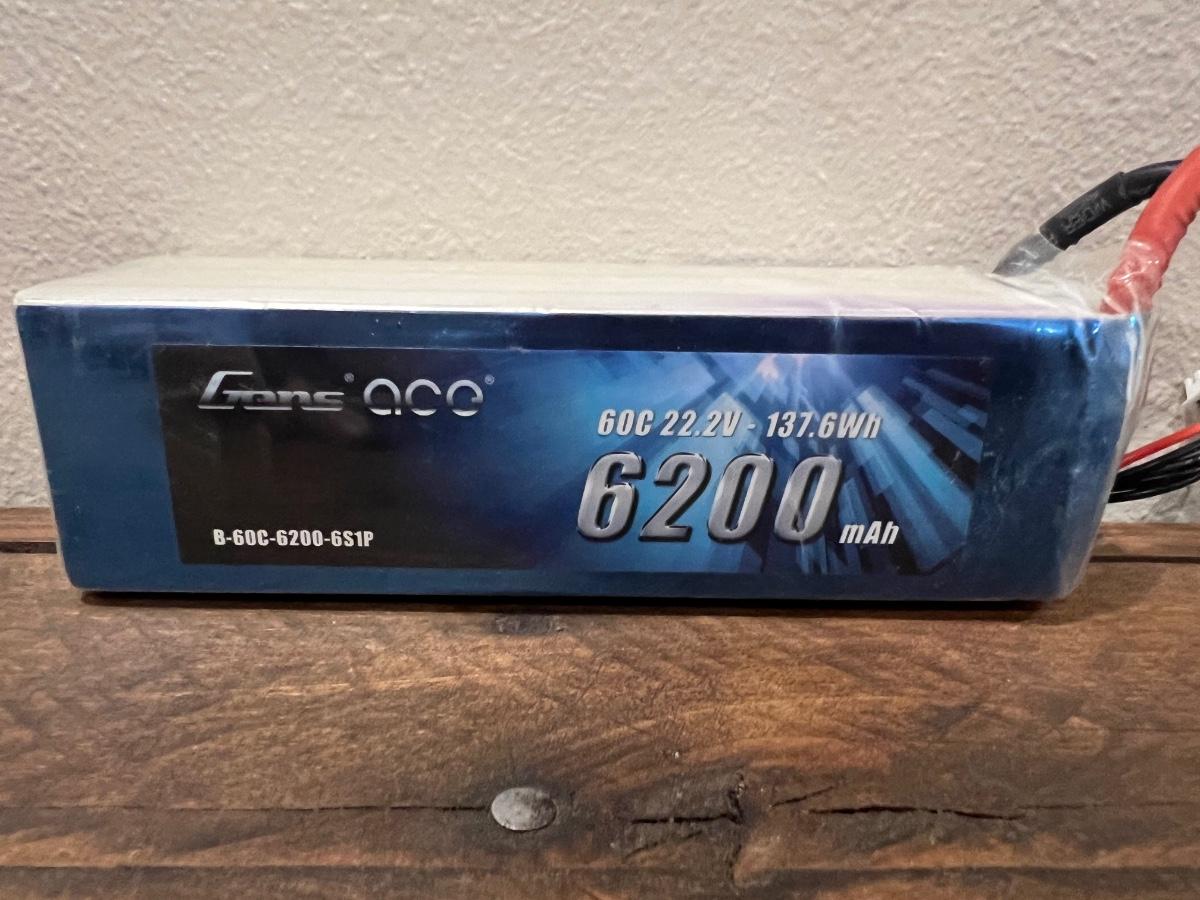 Gens® ace®
60C 22.2V - 137.6Wh
6200 mAh
B-60C-6200-6S1P